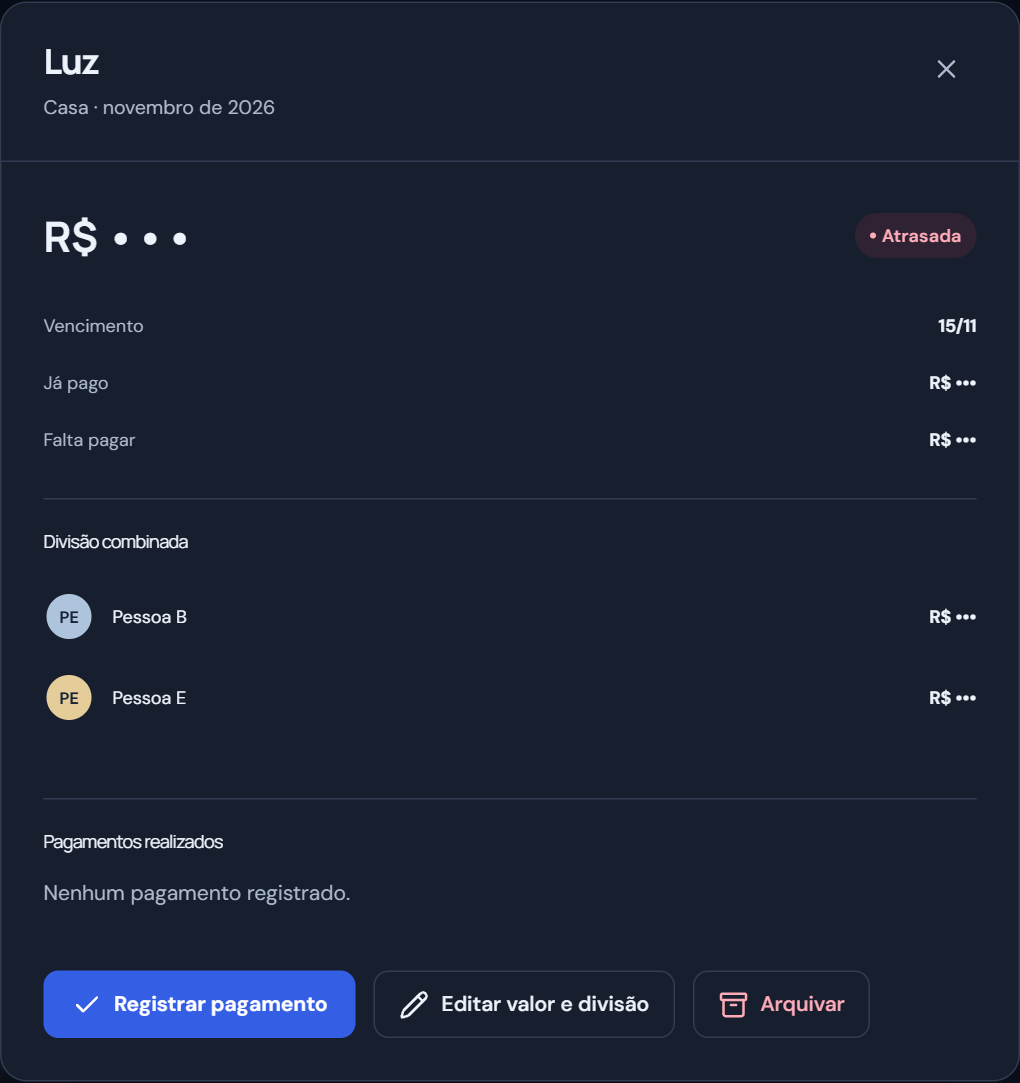 Luz
Casa · novembro de 2026
R$ • • •
• Atrasada
Vencimento 15/11
Já pago R$ •••
Falta pagar R$ •••
Divisão combinada
PE Pessoa B R$ •••
PE Pessoa E R$ •••
Pagamentos realizados
Nenhum pagamento registrado.
Registrar pagamento Editar valor e divisão Arquivar